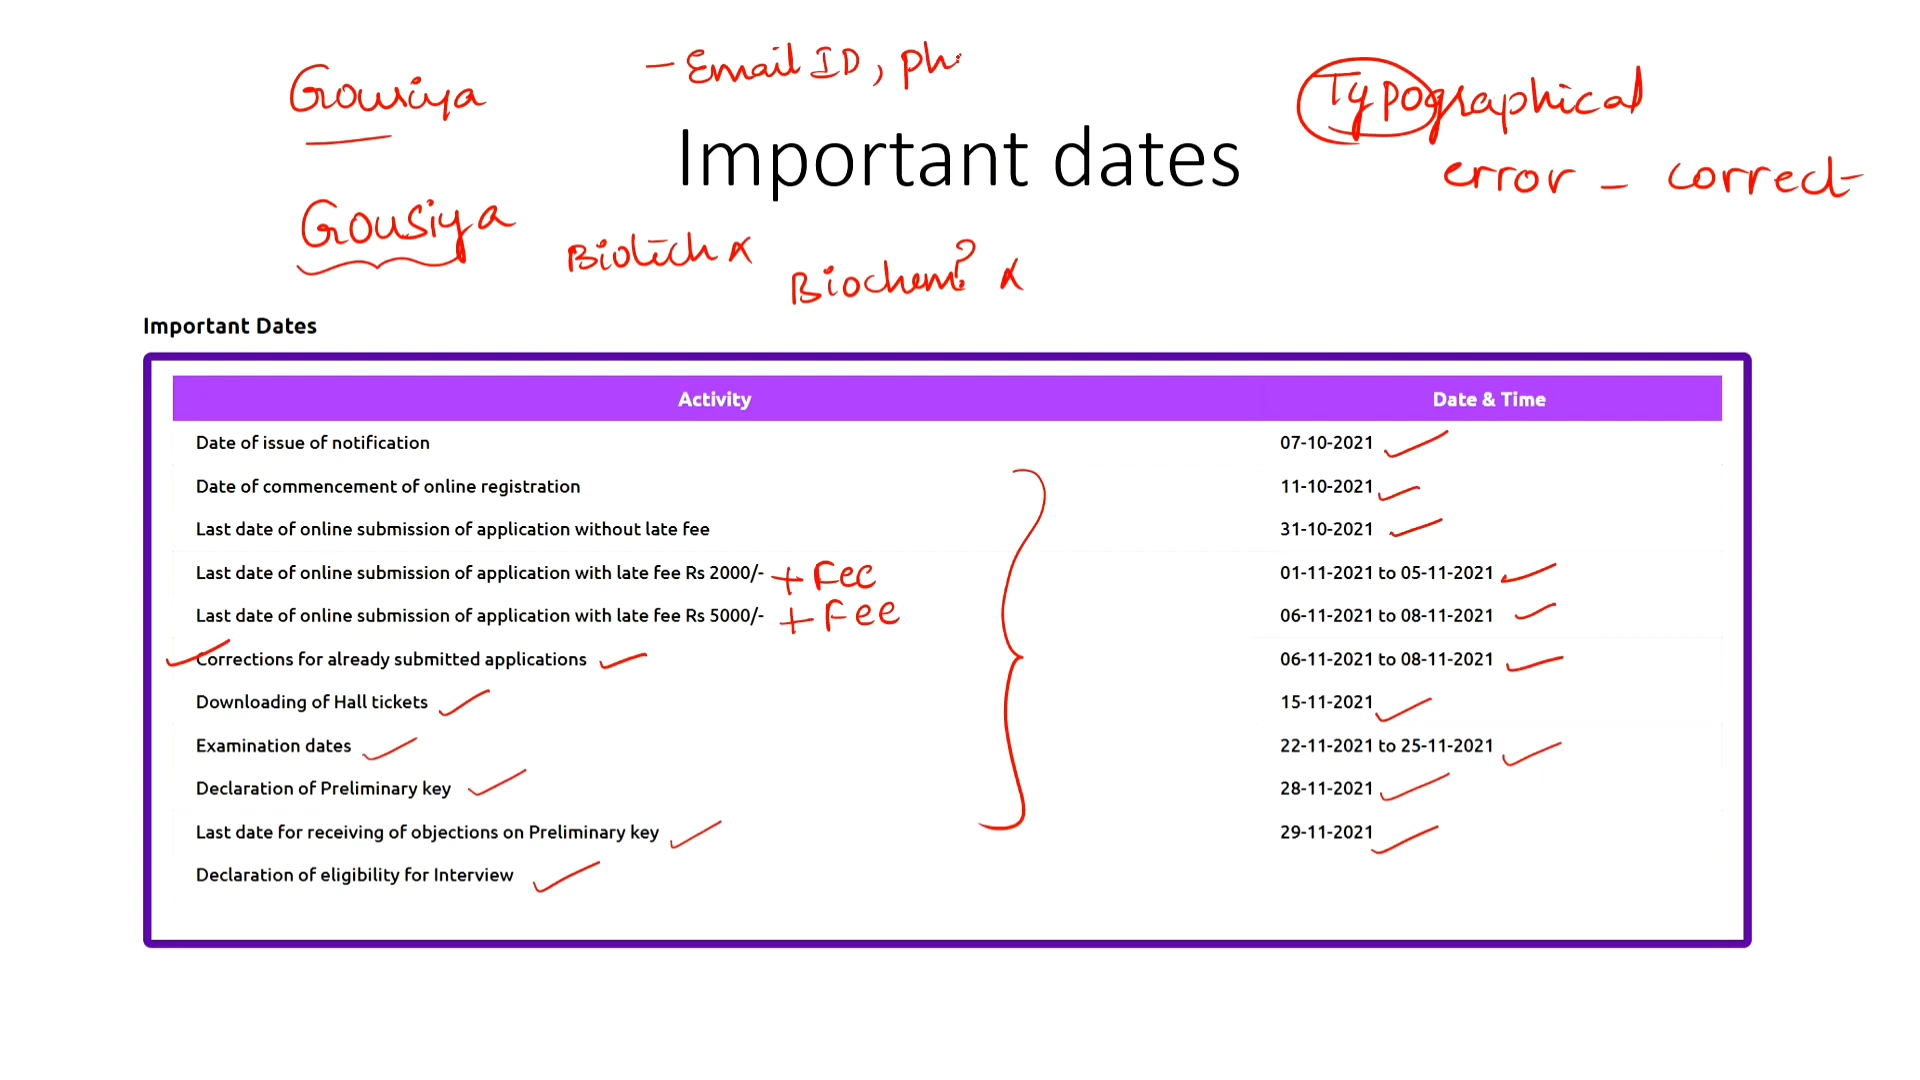 - Email ID, ph
Gousiya
Typographical
Important dates
error - correct
Gousiya
Biotech x
Biochem? x
Important Dates
Activity Date & Time
Date of issue of notification 07-10-2021
Date of commencement of online registration 11-10-2021
Last date of online submission of application without late fee 31-10-2021
Last date of online submission of application with late fee Rs 2000/- + Fee 01-11-2021 to 05-11-2021
Last date of online submission of application with late fee Rs 5000/- + Fee 06-11-2021 to 08-11-2021
Corrections for already submitted applications 06-11-2021 to 08-11-2021
Downloading of Hall tickets 15-11-2021
Examination dates 22-11-2021 to 25-11-2021
Declaration of Preliminary key 28-11-2021
Last date for receiving of objections on Preliminary key 29-11-2021
Declaration of eligibility for Interview